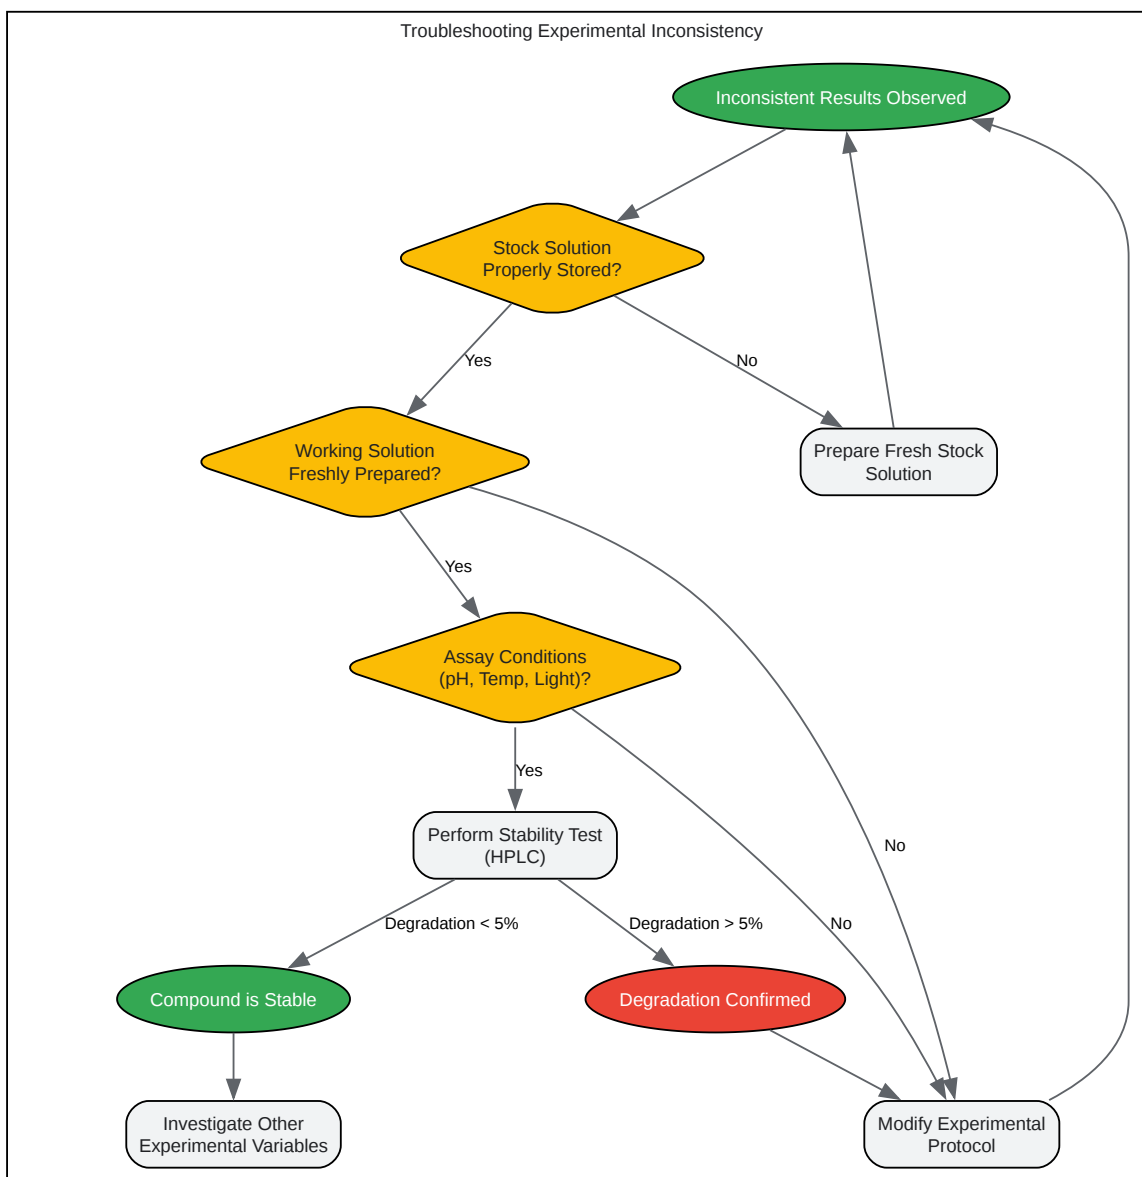 Troubleshooting Experimental Inconsistency
Inconsistent Results Observed
Stock Solution
Properly Stored?
Yes
No
Working Solution
Freshly Prepared?
Prepare Fresh Stock
Solution
Yes
Assay Conditions
(pH, Temp, Light)?
Yes
No
Perform Stability Test
(HPLC)
Degradation < 5%
Degradation > 5%
No
Compound is Stable
Degradation Confirmed
Investigate Other
Experimental Variables
Modify Experimental
Protocol